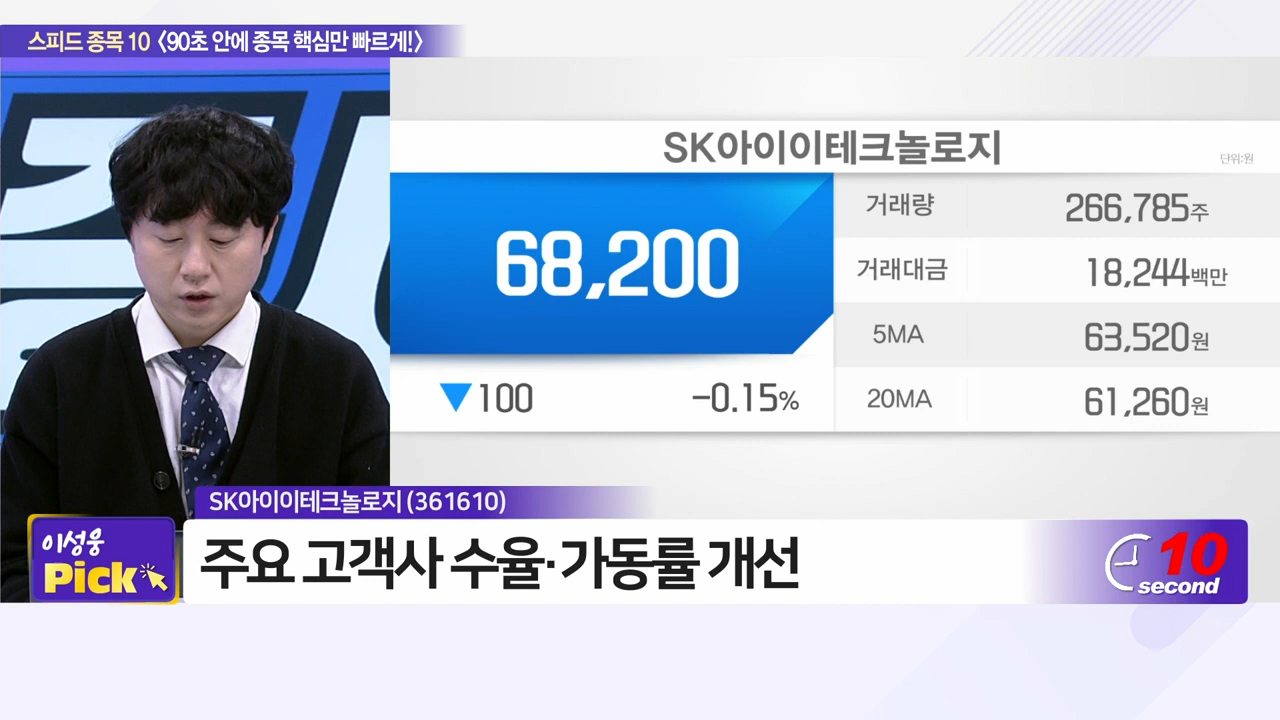 스피드 종목 10 〈90초 안에 종목 핵심만 빠르게!〉
SK아이이테크놀로지
단위:원
68,200
▼100 -0.15%
거래량 266,785주
거래대금 18,244백만
5MA 63,520원
20MA 61,260원
SK아이이테크놀로지 (361610)
이성웅
Pick
주요 고객사 수율·가동률 개선
10
second